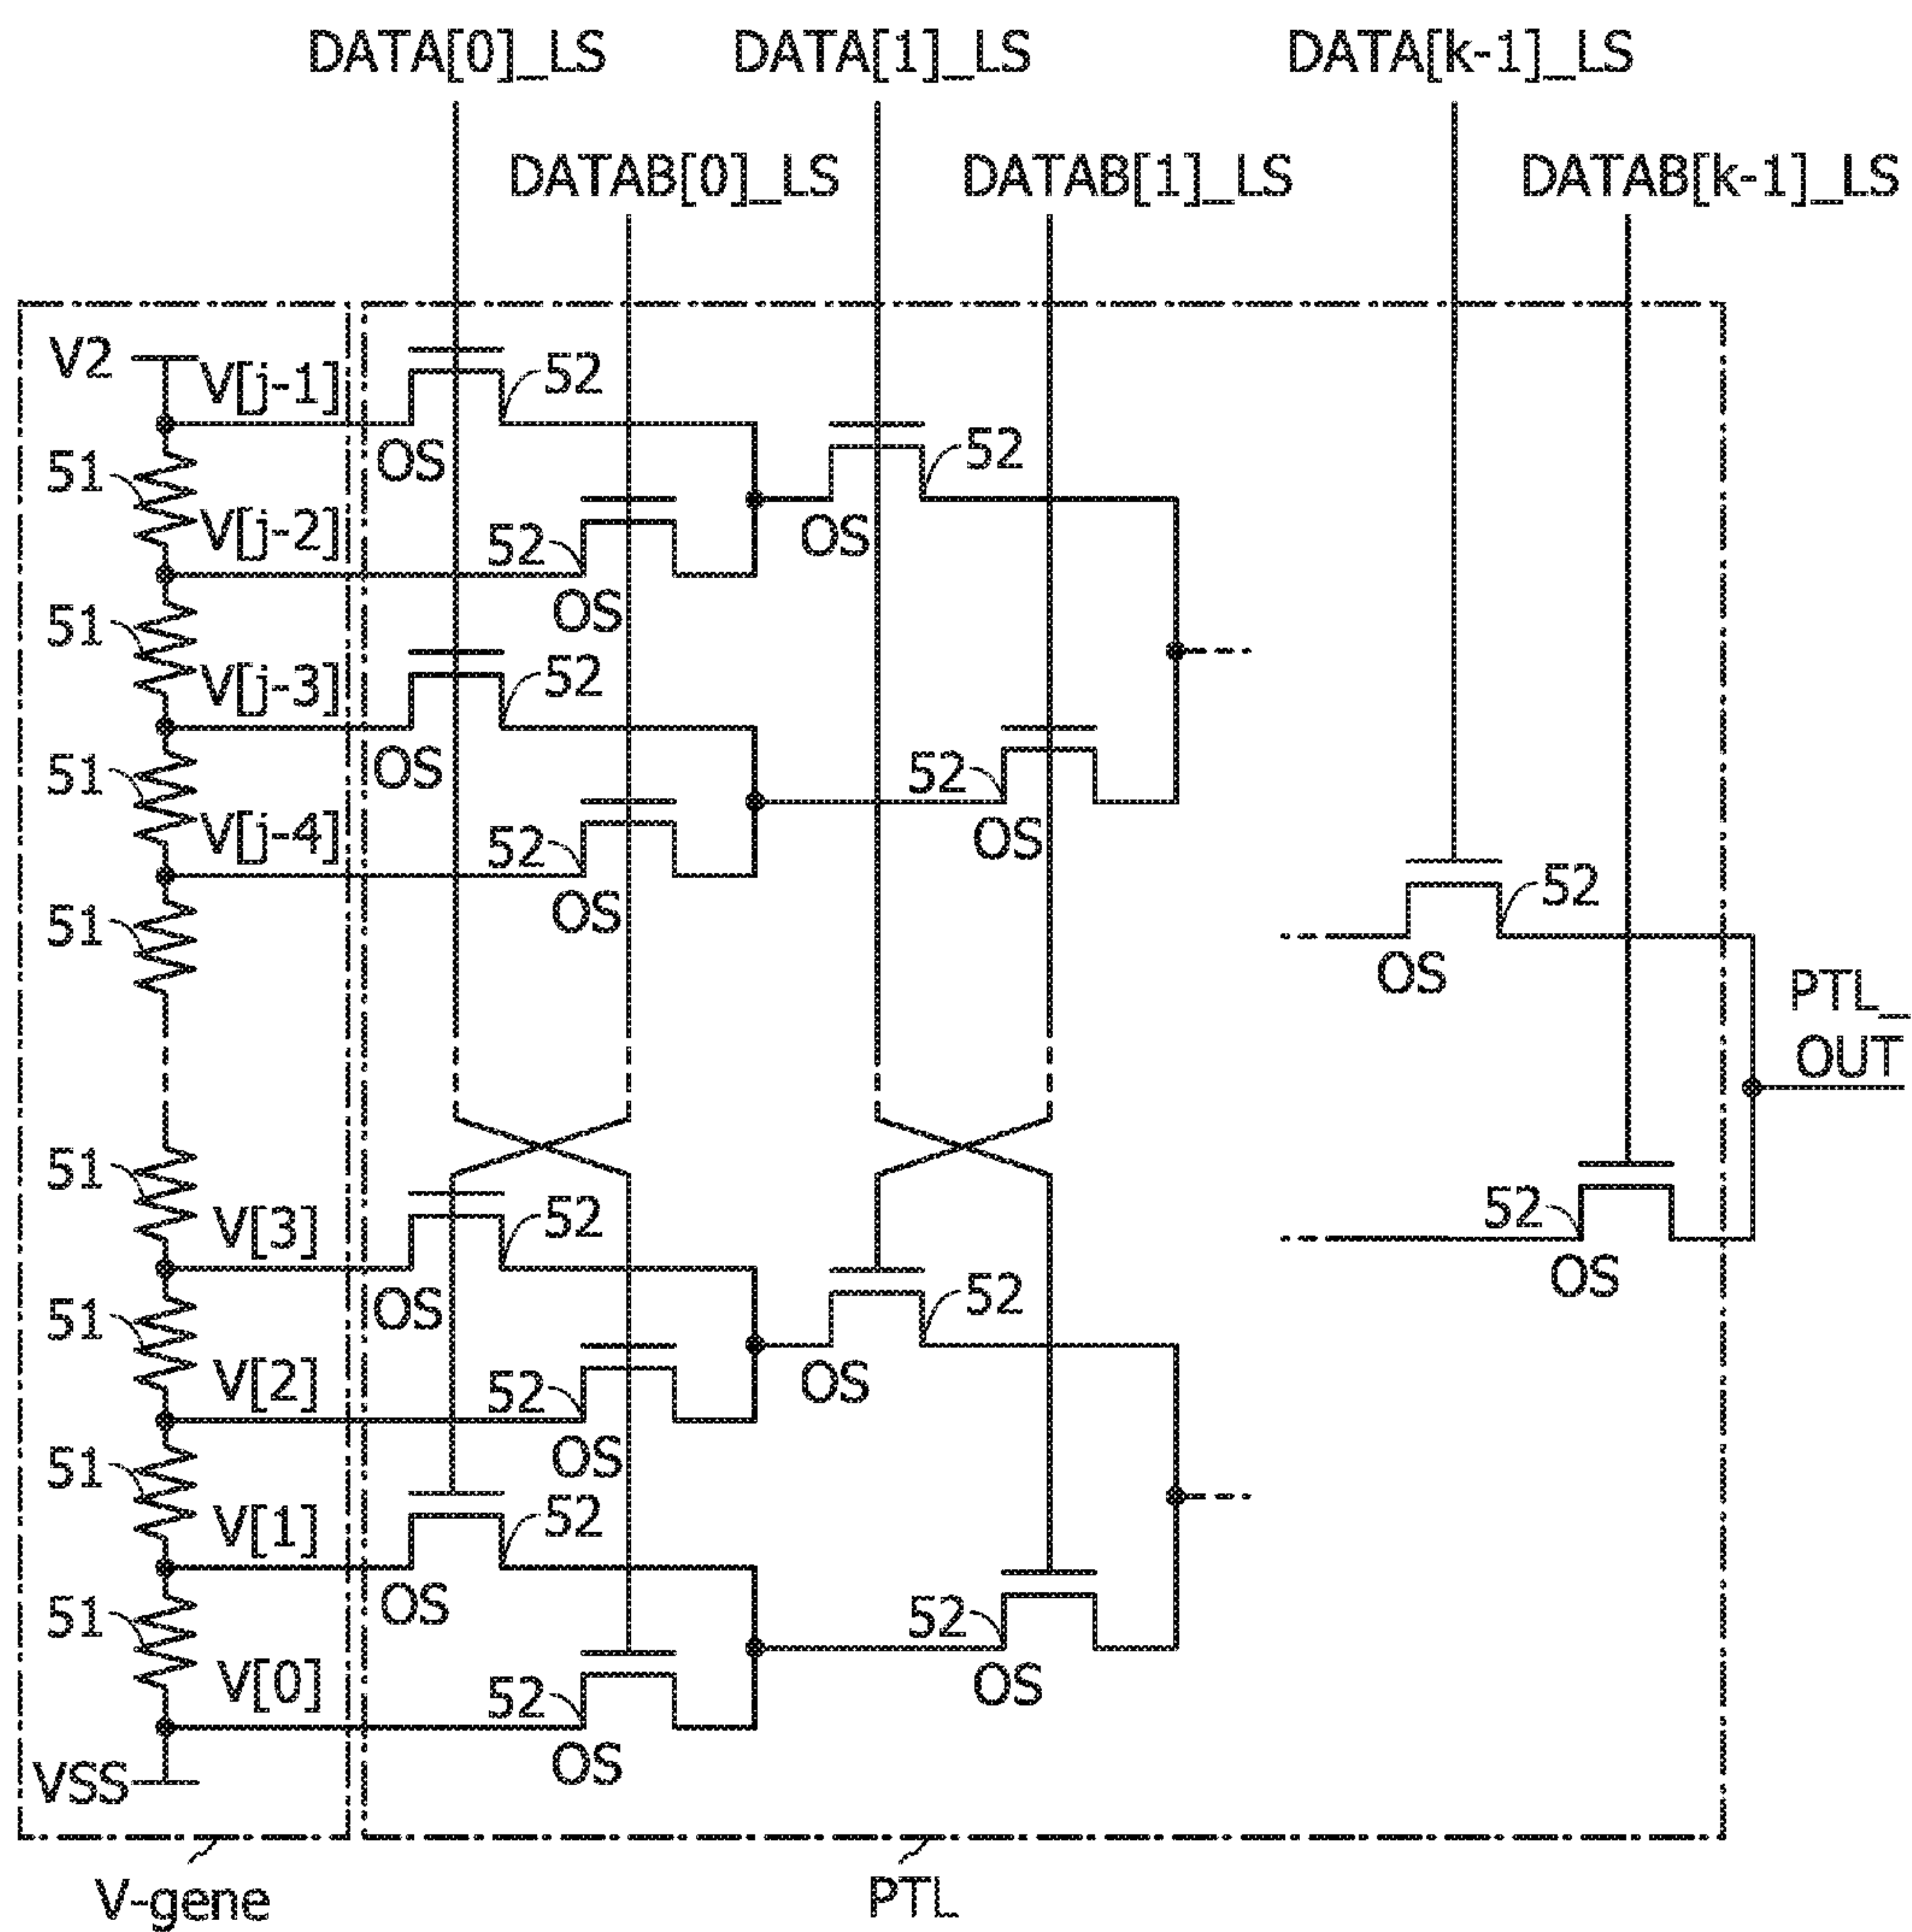 DATA[0]_LS DATA[1]_LS DATA[k-1]_LS
DATAB[0]_LS DATAB[1]_LS DATAB[k-1]_LS
V2 V[j-1] 52
OS 52
51
V[j-2] 52 OS
OS
51
V[j-3] 52
OS 52
51
V[j-4] 52 OS
OS 52
51
OS
PTL_
OUT
51
V[3] 52 52
OS 52 OS
51
V[2] 52 OS
OS
51
V[1] 52
OS 52
51
V[0] 52 OS
OS
VSS
V-gene PTL